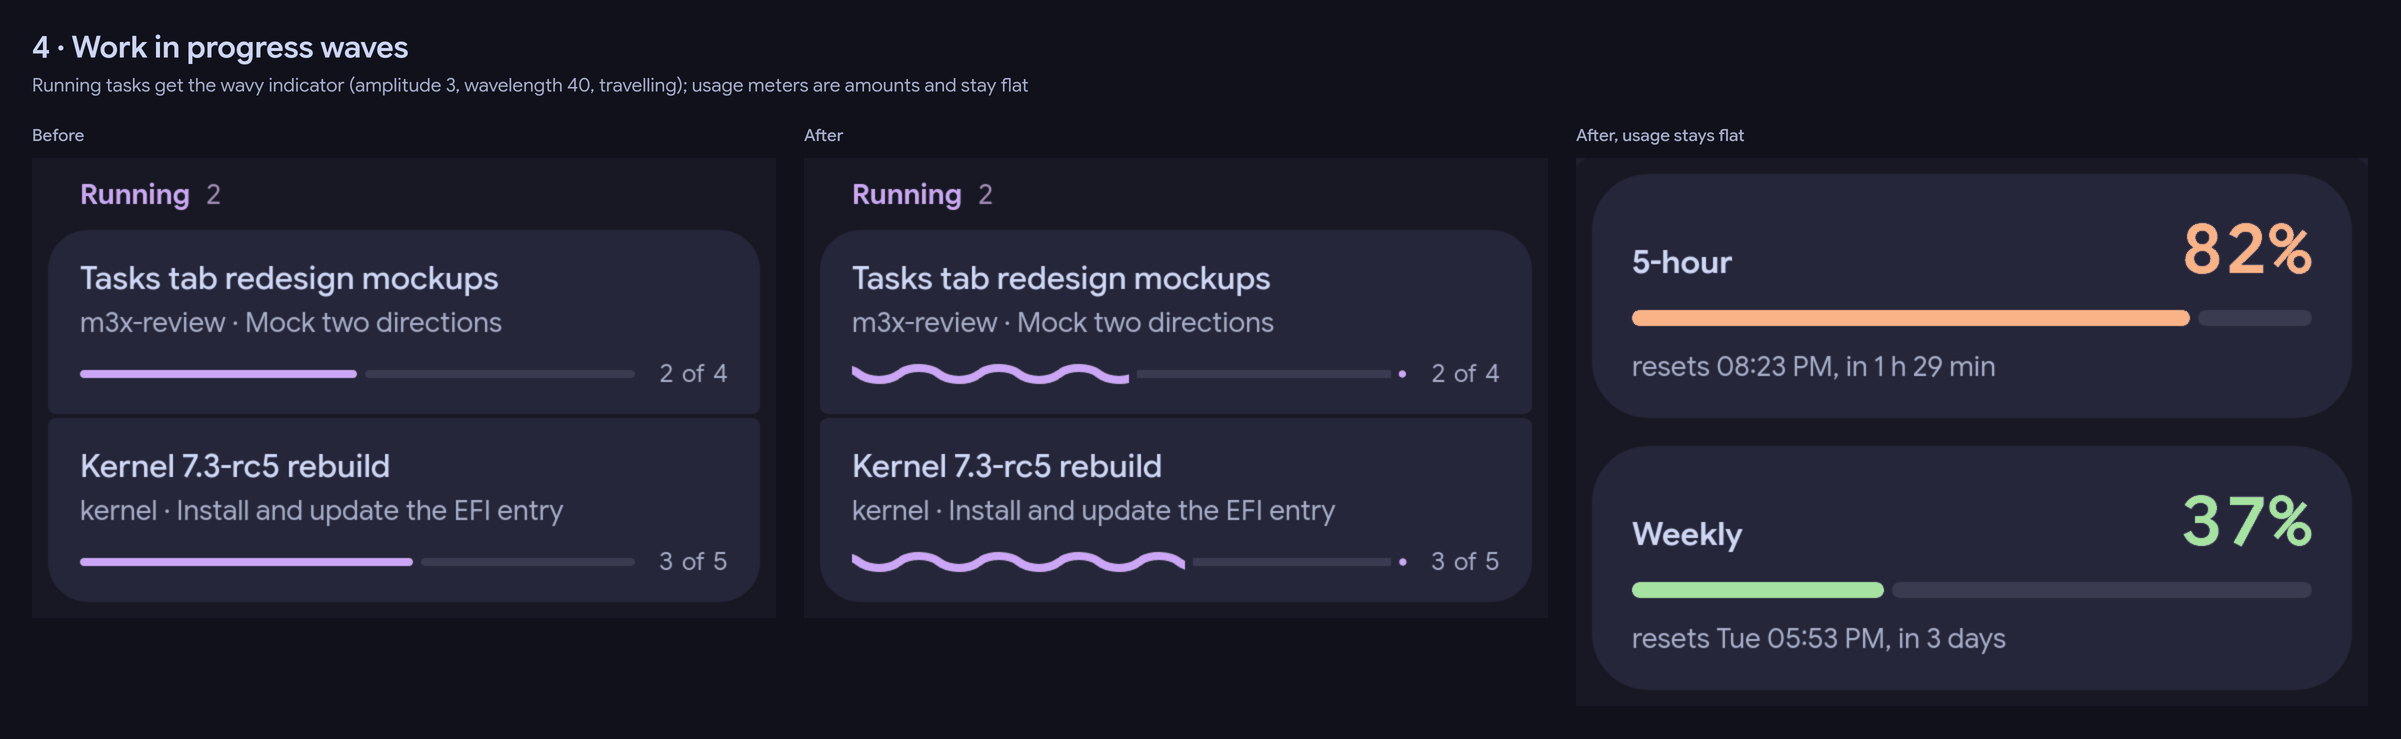 4 · Work in progress waves
Running tasks get the wavy indicator (amplitude 3, wavelength 40, travelling); usage meters are amounts and stay flat
Before
Running 2
Tasks tab redesign mockups
m3x-review · Mock two directions
2 of 4
Kernel 7.3-rc5 rebuild
kernel · Install and update the EFI entry
3 of 5
After
Running 2
Tasks tab redesign mockups
m3x-review · Mock two directions
2 of 4
Kernel 7.3-rc5 rebuild
kernel · Install and update the EFI entry
3 of 5
After, usage stays flat
5-hour 82%
resets 08:23 PM, in 1 h 29 min
Weekly 37%
resets Tue 05:53 PM, in 3 days